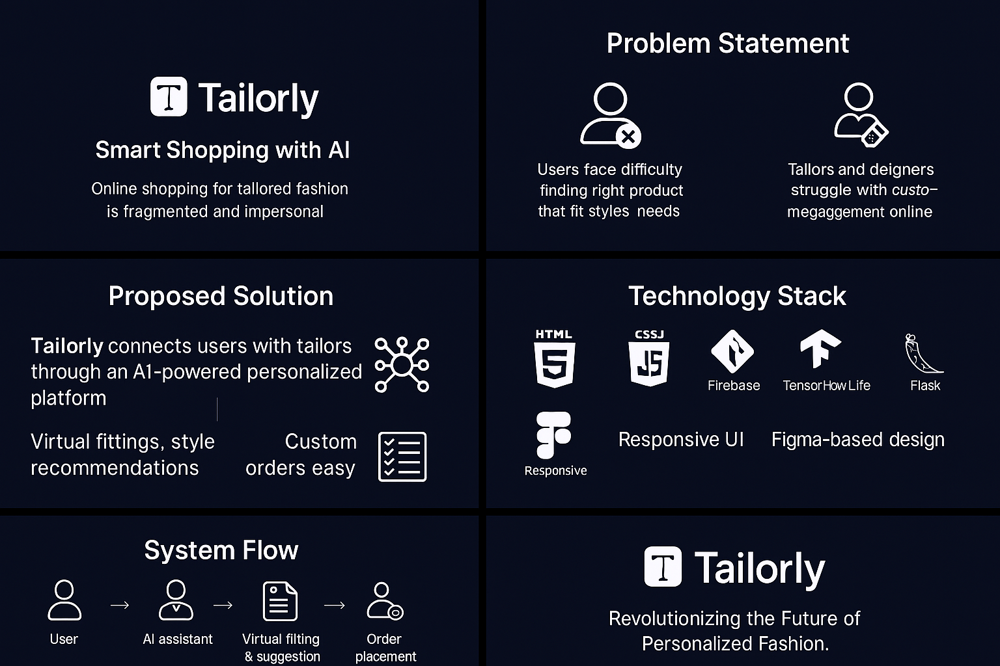 T Tailorly
Smart Shopping with AI
Online shopping for tallored fashion
is fragmented and impersonal
Problem Statement
Users face difficulty
finding right product
that fit styles needs
Tallors and deigners
struggle with custo–
megaggement online
Proposed Solution
Tailorly connects users with tailors
through an A1-powered personalized
platform
Virtual fittings, style
recommendations
Custom
orders easy
Technology Stack
HTML
5
CSSJ
JS
Firebase
TensorHow Life
Flask
Responsive
Responsive UI
Figma-based design
System Flow
User
AI assistant
Virtual filting
& suggestion
Order
placement
T Tailorly
Revolutionizing the Future of
Personalized Fashion.